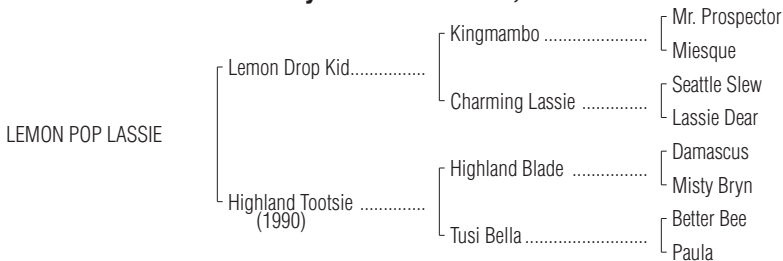 Mr. Prospector
Kingmambo ....................
Miesque
Lemon Drop Kid................
Seattle Slew
Charming Lassie .............
Lassie Dear
LEMON POP LASSIE
Damascus
Highland Blade ...............
Misty Bryn
Highland Tootsie .............
(1990)
Better Bee
Tusi Bella.........................
Paula